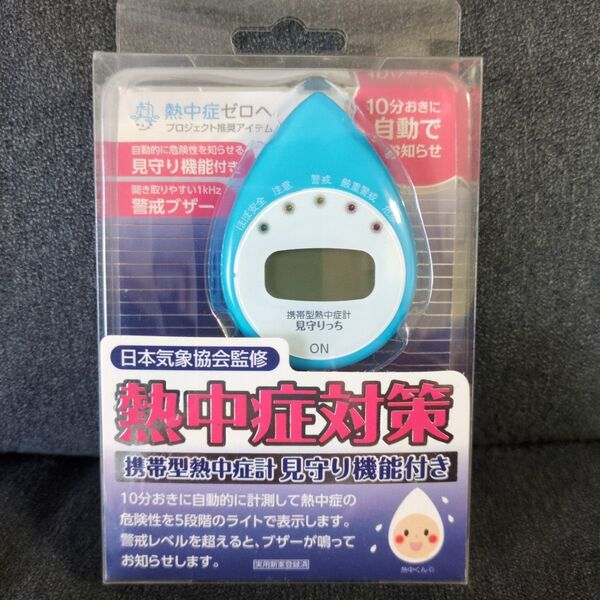 熱中症ゼロへ
プロジェクト推奨アイテム
自動的に危険性を知らせる
見守り機能付き
聞き取りやすい1kHz
警戒ブザー
10分おきに
自動で
お知らせ
ほぼ安全
注意
警戒
厳重警戒
携帯型熱中症計
見守りっち
ON
日本気象協会監修
熱中症対策
携帯型熱中症計 見守り機能付き
10分おきに自動的に計測して熱中症の
危険性を5段階のライトで表示します。
警戒レベルを超えると、ブザーが鳴って
お知らせします。
実用新案登録済
熱中くん